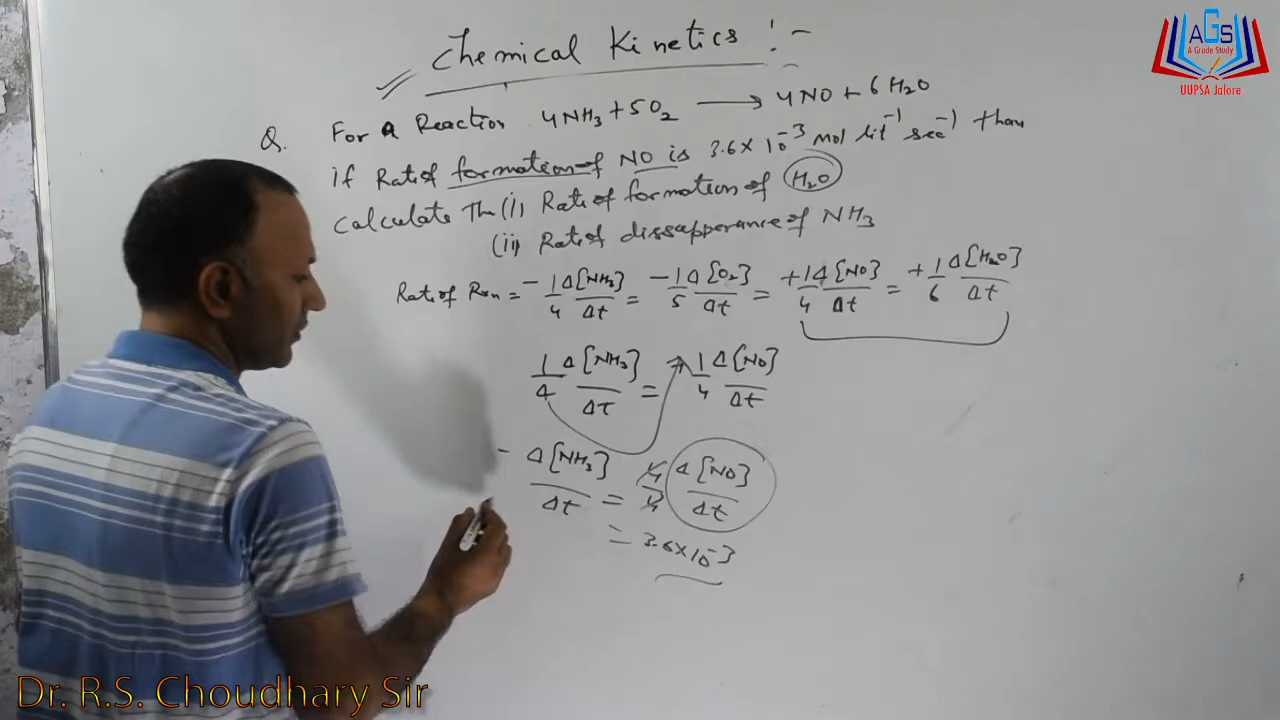 Chemical Kinetics :-
AGS
A Grade Study
UUPSA Jalore
Q. For A Reaction 4NH₃ + 5O₂ ⟶ 4NO + 6H₂O
If Rate of formation of NO is 3.6 × 10⁻³ mol lit⁻¹ sec⁻¹ than
Calculate The (i) Rate of formation of H₂O
(ii) Rate of dissapperance of NH₃
Rate of Rxn = - 1/4 Δ[NH₃]/Δt = - 1/5 Δ[O₂]/Δt = + 1/4 Δ[NO]/Δt = + 1/6 Δ[H₂O]/Δt
1/4 Δ[NH₃]/Δt = 1/4 Δ[NO]/Δt
- Δ[NH₃]/Δt = 4/4 Δ[NO]/Δt
= 3.6×10⁻³
Dr. R.S. Choudhary Sir